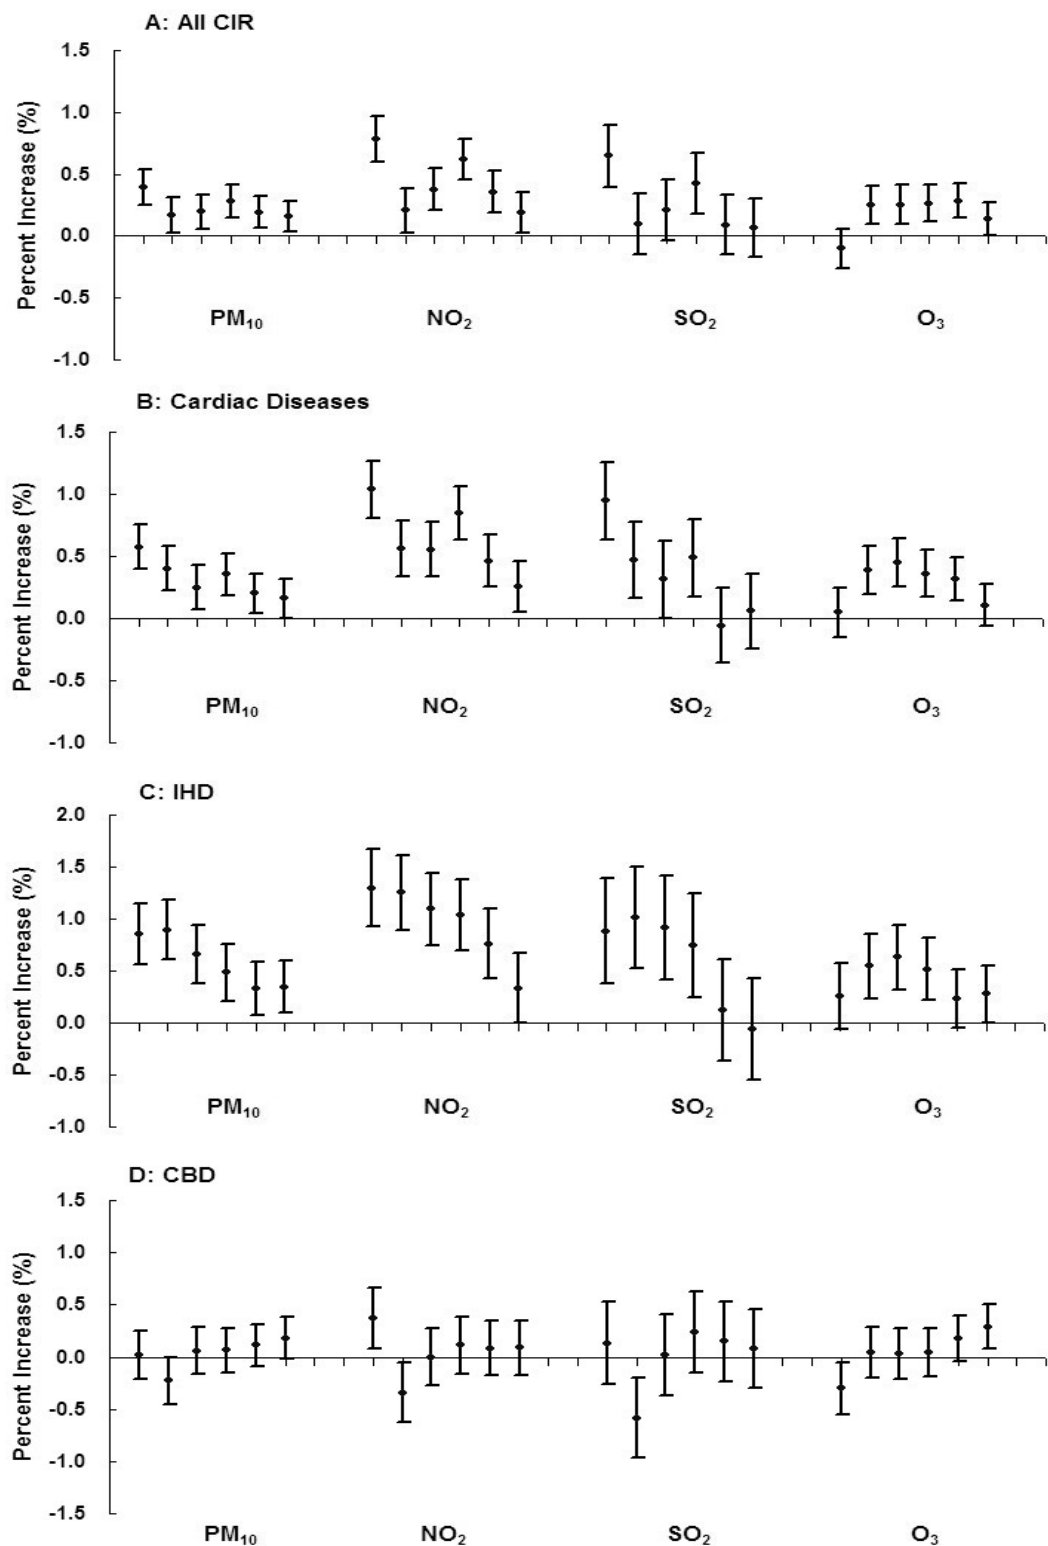 A: All CIR
Percent Increase (%)
1.5
1.0
0.5
0.0
-0.5
-1.0
PM₁₀ NO₂ SO₂ O₃
B: Cardiac Diseases
Percent Increase (%)
1.5
1.0
0.5
0.0
-0.5
-1.0
PM₁₀ NO₂ SO₂ O₃
C: IHD
Percent Increase (%)
2.0
1.5
1.0
0.5
0.0
-0.5
-1.0
PM₁₀ NO₂ SO₂ O₃
D: CBD
Percent Increase (%)
1.5
1.0
0.5
0.0
-0.5
-1.0
-1.5
PM₁₀ NO₂ SO₂ O₃